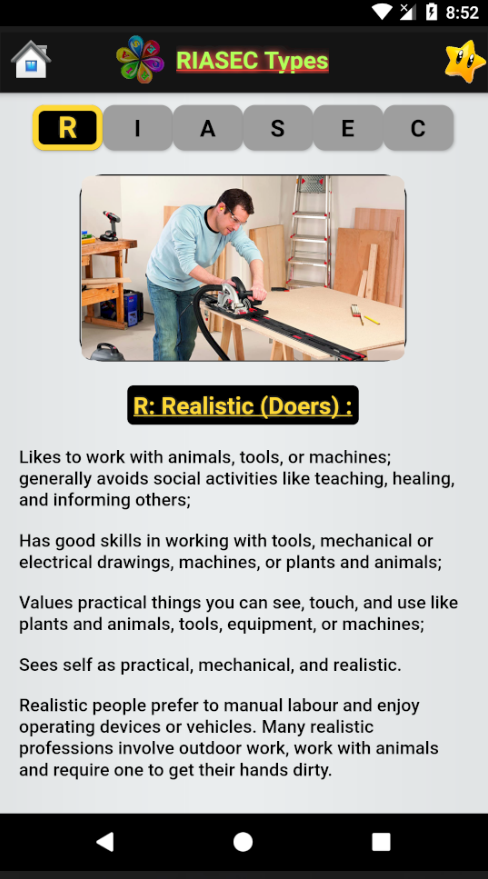 8:52
RIASEC Types
R I A S E C
R: Realistic (Doers) :
Likes to work with animals, tools, or machines;
generally avoids social activities like teaching, healing,
and informing others;
Has good skills in working with tools, mechanical or
electrical drawings, machines, or plants and animals;
Values practical things you can see, touch, and use like
plants and animals, tools, equipment, or machines;
Sees self as practical, mechanical, and realistic.
Realistic people prefer to manual labour and enjoy
operating devices or vehicles. Many realistic
professions involve outdoor work, work with animals
and require one to get their hands dirty.